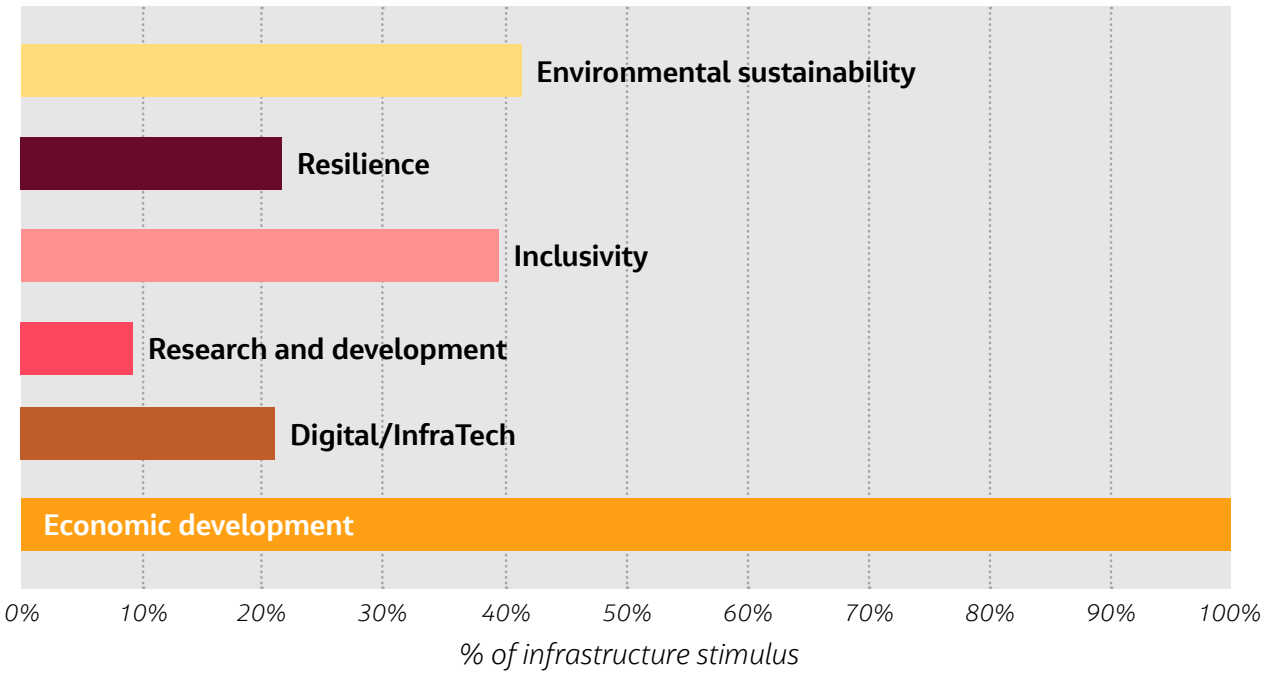 Environmental sustainability
Resilience
Inclusivity
Research and development
Digital/InfraTech
Economic development
0% 10% 20% 30% 40% 50% 60% 70% 80% 90% 100%
% of infrastructure stimulus